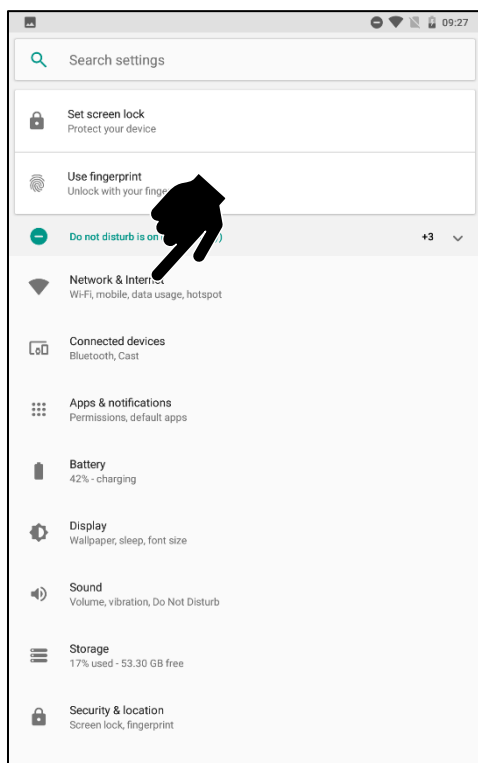 09:27
Search settings
Set screen lock
Protect your device
Use fingerprint
Unlock with your
Do not disturb is on
+3
Network & Internet
Wi-Fi, mobile, data usage, hotspot
Connected devices
Bluetooth, Cast
Apps & notifications
Permissions, default apps
Battery
42% - charging
Display
Wallpaper, sleep, font size
Sound
Volume, vibration, Do Not Disturb
Storage
17% used - 53.30 GB free
Security & location
Screen lock, fingerprint